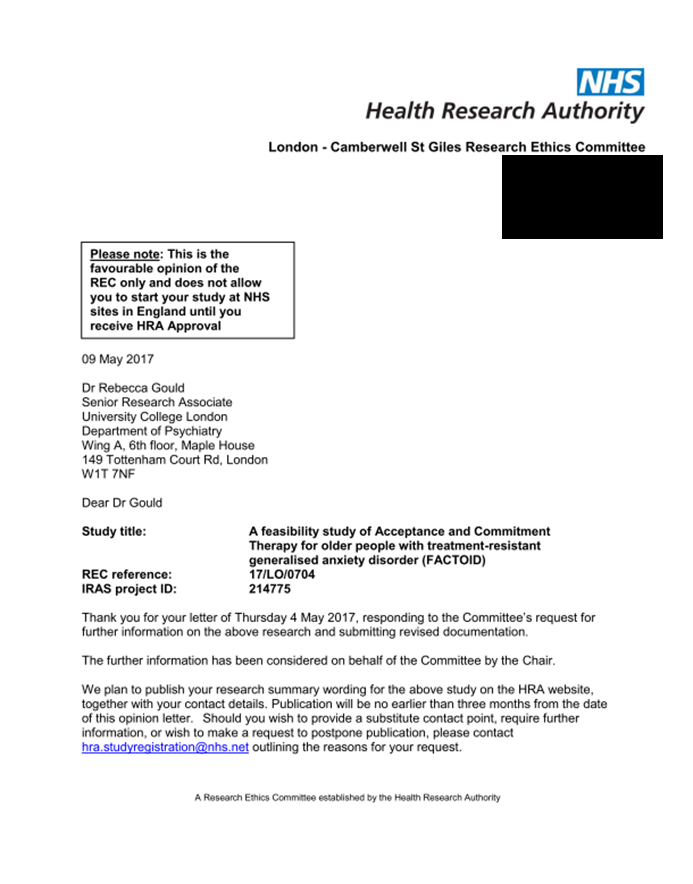 NHS
Health Research Authority
London - Camberwell St Giles Research Ethics Committee
Please note: This is the
favourable opinion of the
REC only and does not allow
you to start your study at NHS
sites in England until you
receive HRA Approval
09 May 2017
Dr Rebecca Gould
Senior Research Associate
University College London
Department of Psychiatry
Wing A, 6th floor, Maple House
149 Tottenham Court Rd, London
W1T 7NF
Dear Dr Gould
Study title: A feasibility study of Acceptance and Commitment
Therapy for older people with treatment-resistant
generalised anxiety disorder (FACTOID)
REC reference: 17/LO/0704
IRAS project ID: 214775
Thank you for your letter of Thursday 4 May 2017, responding to the Committee's request for
further information on the above research and submitting revised documentation.
The further information has been considered on behalf of the Committee by the Chair.
We plan to publish your research summary wording for the above study on the HRA website,
together with your contact details. Publication will be no earlier than three months from the date
of this opinion letter. Should you wish to provide a substitute contact point, require further
information, or wish to make a request to postpone publication, please contact
hra.studyregistration@nhs.net outlining the reasons for your request.
A Research Ethics Committee established by the Health Research Authority